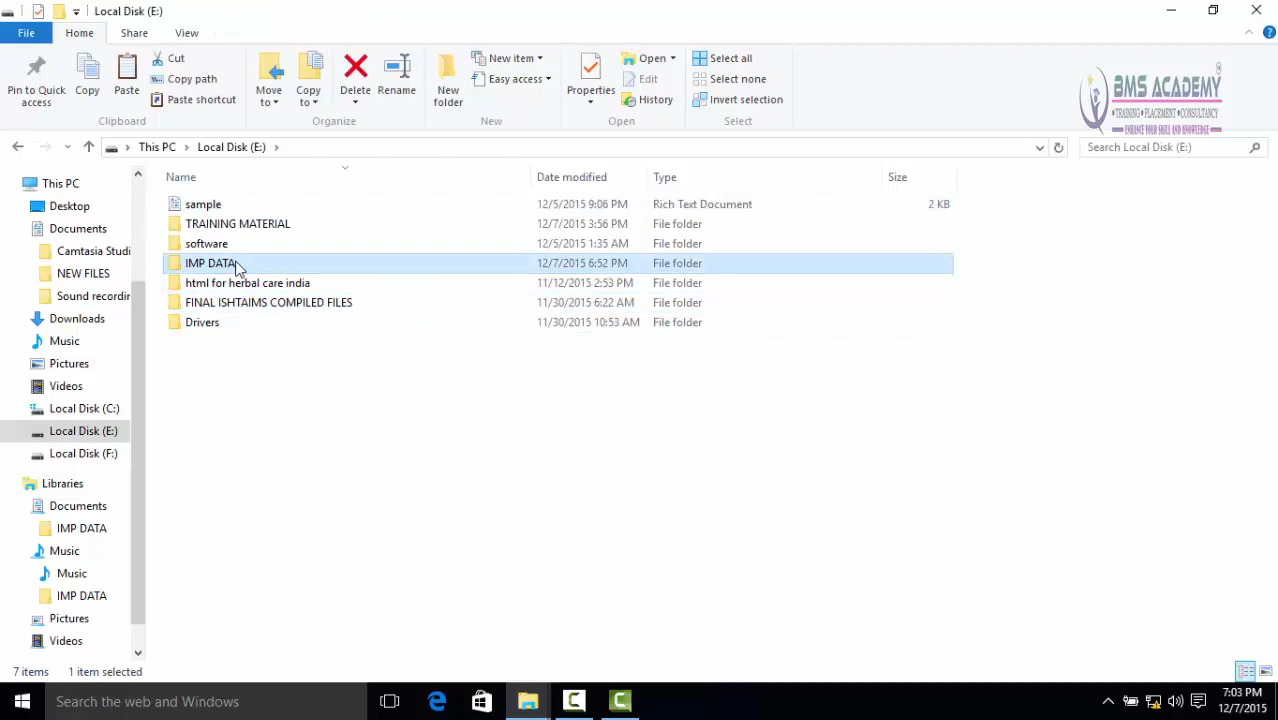 Local Disk (E:)
File Home Share View
Pin to Quick access
Copy
Paste
Cut
Copy path
Paste shortcut
Clipboard
Move to
Copy to
Delete
Rename
Organize
New folder
New item
Easy access
New
Properties
Open
Edit
History
Open
Select all
Select none
Invert selection
Select
BMS ACADEMY
TRAINING•PLACEMENT•CONSULTANCY
ENHANCE YOUR SKILL AND KNOWLEDGE
This PC Local Disk (E:)
Search Local Disk (E:)
Name Date modified Type Size
sample 12/5/2015 9:06 PM Rich Text Document 2 KB
TRAINING MATERIAL 12/7/2015 3:56 PM File folder
software 12/5/2015 1:35 AM File folder
IMP DATA 12/7/2015 6:52 PM File folder
html for herbal care india 11/12/2015 2:53 PM File folder
FINAL ISHTAIMS COMPILED FILES 11/30/2015 6:22 AM File folder
Drivers 11/30/2015 10:53 AM File folder
This PC
Desktop
Documents
Camtasia Studi
NEW FILES
Sound recordin
Downloads
Music
Pictures
Videos
Local Disk (C:)
Local Disk (E:)
Local Disk (F:)
Libraries
Documents
IMP DATA
Music
Music
IMP DATA
Pictures
Videos
7 items 1 item selected
Search the web and Windows
7:03 PM
12/7/2015